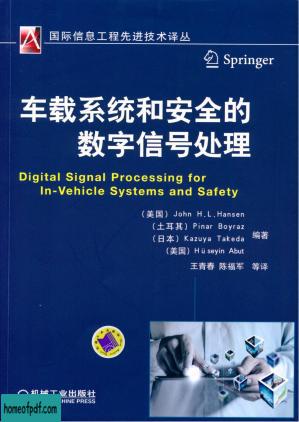 国际信息工程先进技术译丛
Springer
车载系统和安全的
数字信号处理
Digital Signal Processing for
In-Vehicle Systems and Safety
（美国）John H.L.Hansen
（土耳其）Pinar Boyraz
（日本）Kazuya Takeda
（美国）Hüseyin Abut
编著
王青春 陈福军 等译
机械工业出版社
CHINA MACHINE PRESS
homeofpdf.com